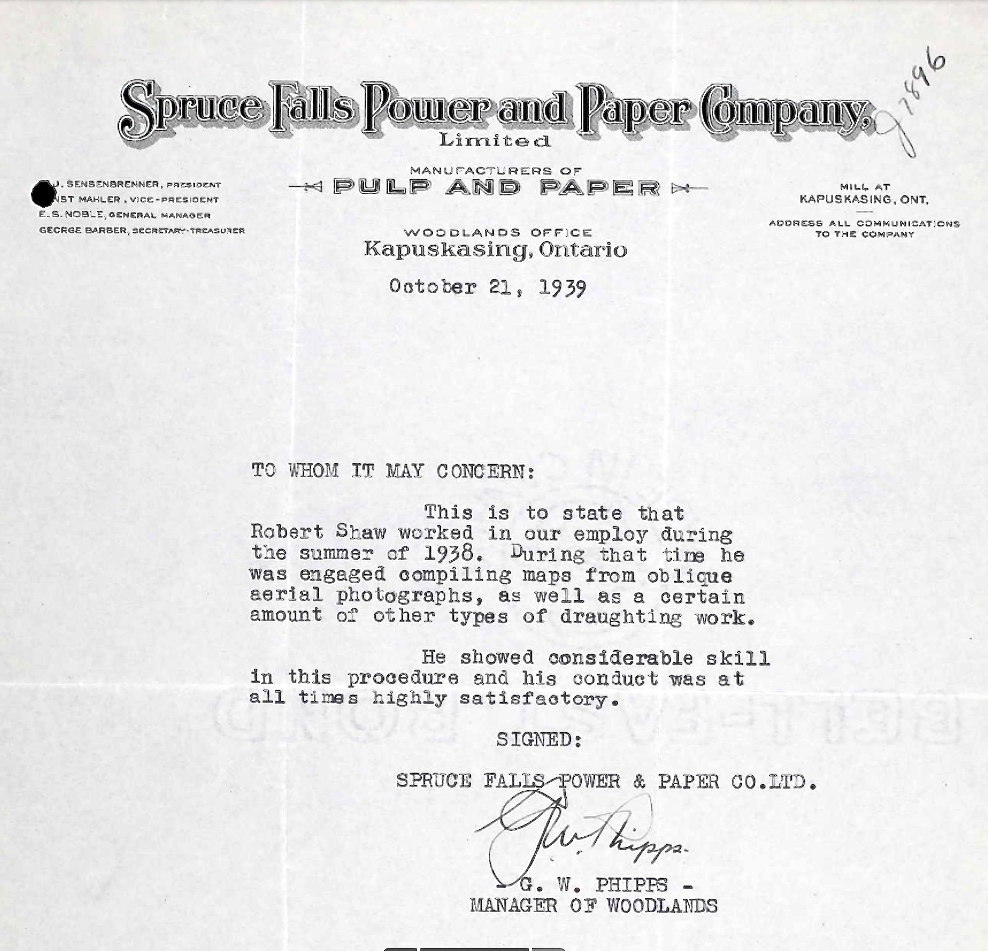 Spruce Falls Power and Paper Company,
Limited
MANUFACTURERS OF
PULP AND PAPER
J. SENSENBRENNER, PRESIDENT
NST MAHLER, VICE-PRESIDENT
E.S. NOBLE, GENERAL MANAGER
GEORGE BARBER, SECRETARY-TREASURER
MILL AT
KAPUSKASING, ONT.
ADDRESS ALL COMMUNICATIONS
TO THE COMPANY
WOODLANDS OFFICE
Kapuskasing, Ontario
October 21, 1939
TO WHOM IT MAY CONCERN:
This is to state that
Robert Shaw worked in our employ during
the summer of 1938. During that time he
was engaged compiling maps from oblique
aerial photographs, as well as a certain
amount of other types of draughting work.
He showed considerable skill
in this procedure and his conduct was at
all times highly satisfactory.
SIGNED:
SPRUCE FALLS POWER & PAPER CO.LTD.
G. W. Phipps.
- G. W. PHIPPS -
MANAGER OF WOODLANDS